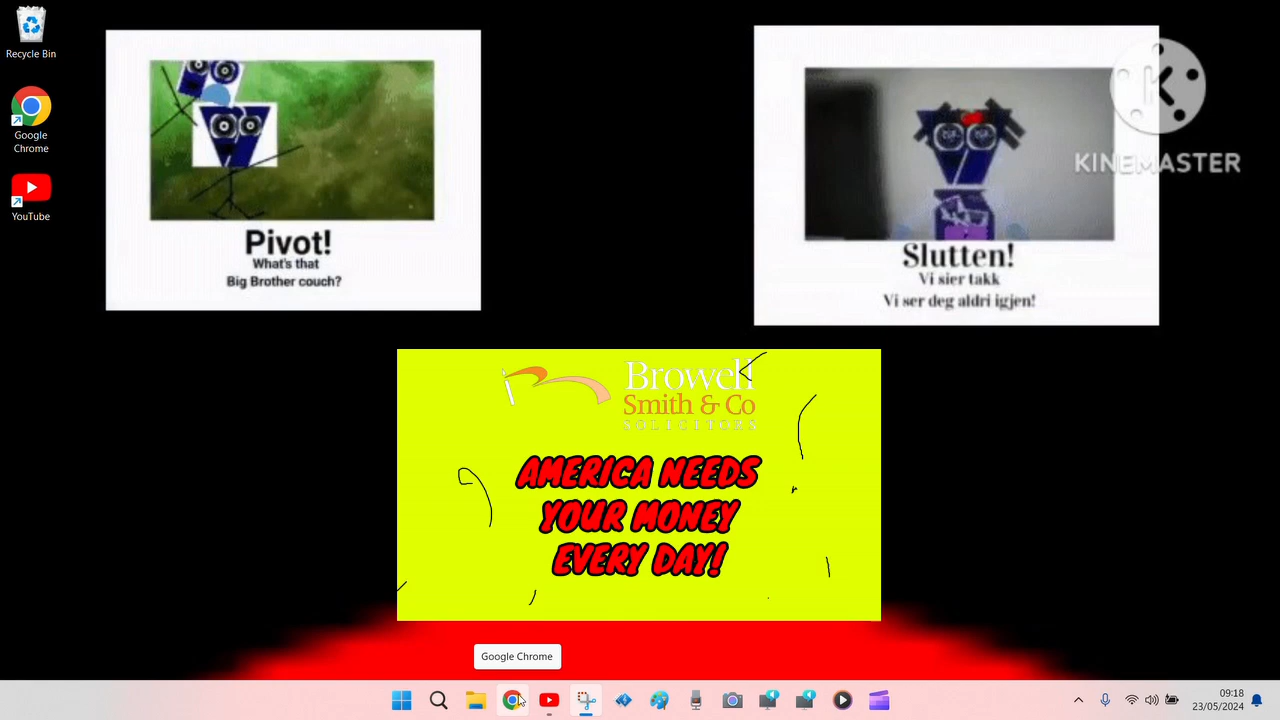 Recycle Bin
Google
Chrome
YouTube
Pivot!
What's that
Big Brother couch?
KINEMASTER
Slutten!
Vi sier takk
Vi ser deg aldri igjen!
Browell
Smith & Co
SOLICITORS
AMERICA NEEDS
YOUR MONEY
EVERY DAY!
Google Chrome
09:18
23/05/2024